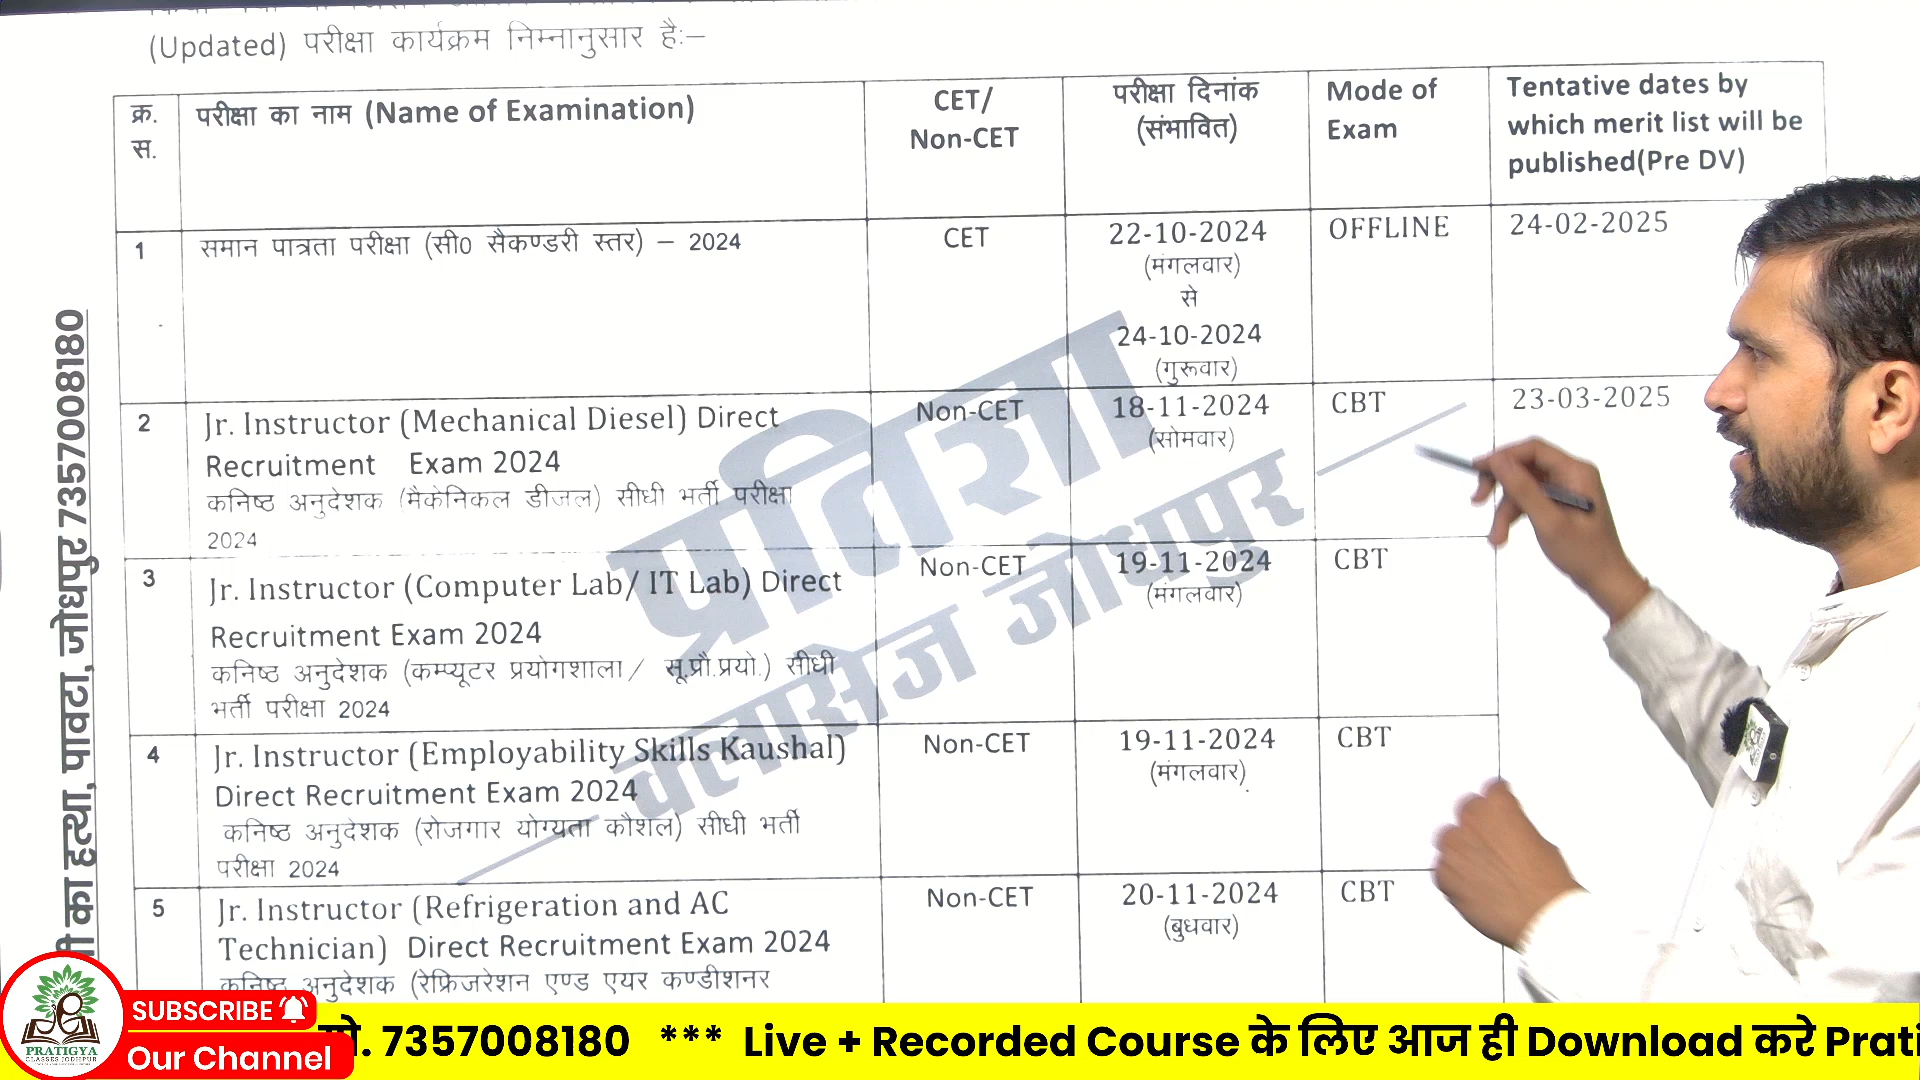 (Updated) परीक्षा कार्यक्रम निम्नानुसार है:–
क्र. स.
परीक्षा का नाम (Name of Examination)
CET/
Non-CET
परीक्षा दिनांक
(संभावित)
Mode of
Exam
Tentative dates by
which merit list will be
published(Pre DV)
1
समान पात्रता परीक्षा (सी0 सैकण्डरी स्तर) – 2024
CET
22-10-2024
(मंगलवार)
से
24-10-2024
(गुरूवार)
OFFLINE
24-02-2025
2
Jr. Instructor (Mechanical Diesel) Direct
Recruitment Exam 2024
कनिष्ठ अनुदेशक (मैकेनिकल डीजल) सीधी भर्ती परीक्षा
2024
Non-CET
18-11-2024
(सोमवार)
CBT
23-03-2025
3
Jr. Instructor (Computer Lab/ IT Lab) Direct
Recruitment Exam 2024
कनिष्ठ अनुदेशक (कम्प्यूटर प्रयोगशाला/ सू.प्रौ.प्रयो.) सीधी
भर्ती परीक्षा 2024
Non-CET
19-11-2024
(मंगलवार)
CBT
4
Jr. Instructor (Employability Skills Kaushal)
Direct Recruitment Exam 2024
कनिष्ठ अनुदेशक (रोजगार योग्यता कौशल) सीधी भर्ती
परीक्षा 2024
Non-CET
19-11-2024
(मंगलवार)
CBT
5
Jr. Instructor (Refrigeration and AC
Technician) Direct Recruitment Exam 2024
कनिष्ठ अनुदेशक (रेफ्रिजरेशन एण्ड एयर कण्डीशनर
Non-CET
20-11-2024
(बुधवार)
CBT
प्रतिज्ञा
क्लासेज जोधपुर
का हत्था, पावटा, जोधपुर 7357008180
PRATIGYA
CLASSES JODHPUR
SUBSCRIBE
Our Channel
मो. 7357008180 *** Live + Recorded Course के लिए आज ही Download करे Prati